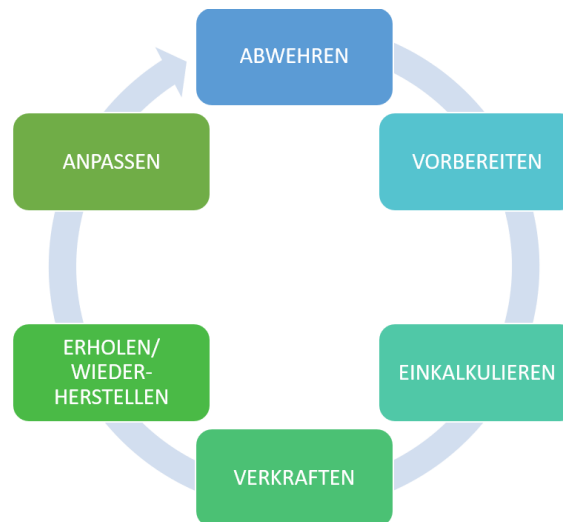 ABWEHREN
VORBEREITEN
EINKALKULIEREN
VERKRAFTEN
ERHOLEN/
WIEDER-
HERSTELLEN
ANPASSEN